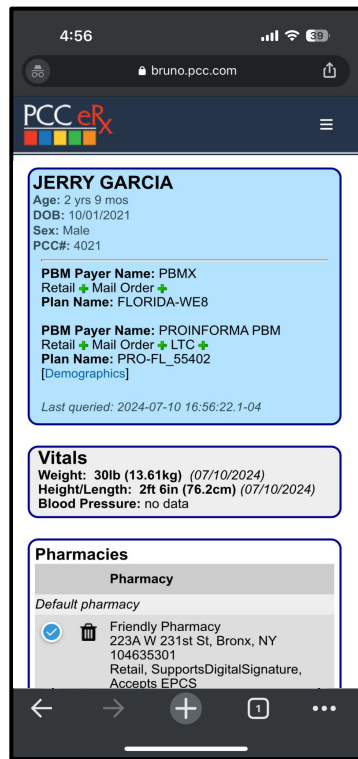 4:56
39
bruno.pcc.com
PCC eRx
JERRY GARCIA
Age: 2 yrs 9 mos
DOB: 10/01/2021
Sex: Male
PCC#: 4021
PBM Payer Name: PBMX
Retail + Mail Order +
Plan Name: FLORIDA-WE8
PBM Payer Name: PROINFORMA PBM
Retail + Mail Order + LTC +
Plan Name: PRO-FL_55402
[Demographics]
Last queried: 2024-07-10 16:56:22.1-04
Vitals
Weight: 30lb (13.61kg) (07/10/2024)
Height/Length: 2ft 6in (76.2cm) (07/10/2024)
Blood Pressure: no data
Pharmacies
Pharmacy
Default pharmacy
Friendly Pharmacy
223A W 231st St, Bronx, NY
104635301
Retail, SupportsDigitalSignature,
Accepts EPCS
1